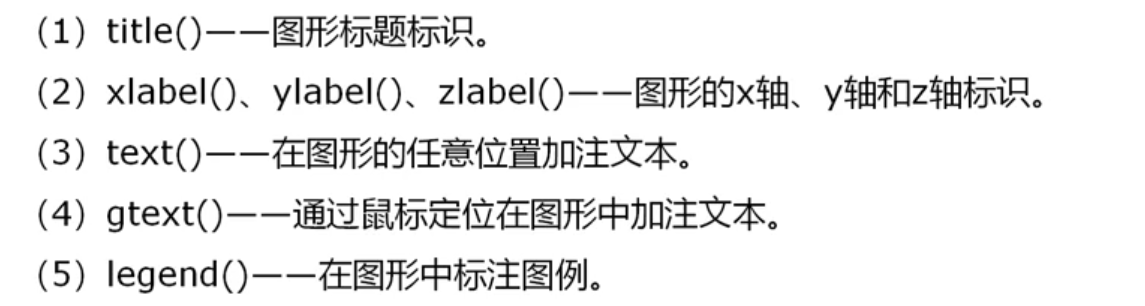 （1）title()——图形标题标识。
（2）xlabel()、ylabel()、zlabel()——图形的x轴、y轴和z轴标识。
（3）text()——在图形的任意位置加注文本。
（4）gtext()——通过鼠标定位在图形中加注文本。
（5）legend()——在图形中标注图例。